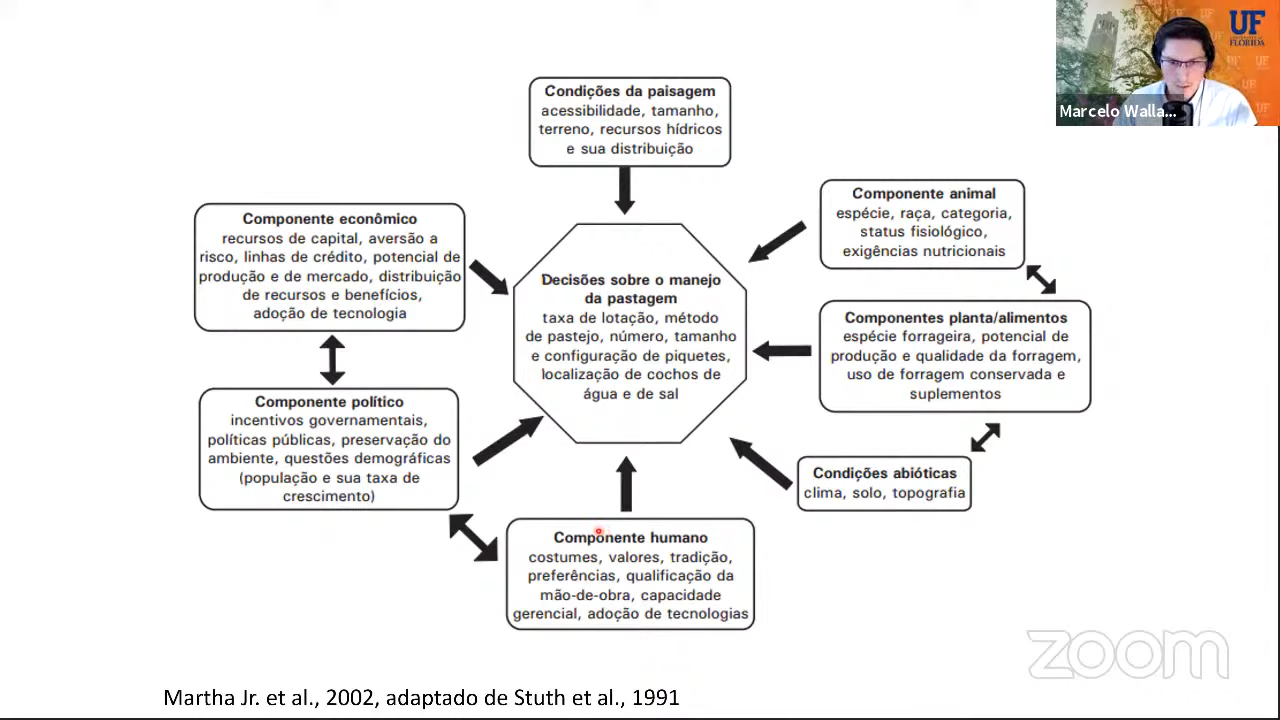 UF
UNIVERSITY of
FLORIDA
Marcelo Walla...
Condições da paisagem
acessibilidade, tamanho,
terreno, recursos hídricos
e sua distribuição
Componente econômico
recursos de capital, aversão a
risco, linhas de crédito, potencial de
produção e de mercado, distribuição
de recursos e benefícios,
adoção de tecnologia
Componente animal
espécie, raça, categoria,
status fisiológico,
exigências nutricionais
Decisões sobre o manejo
da pastagem
taxa de lotação, método
de pastejo, número, tamanho
e configuração de piquetes,
localização de cochos de
água e de sal
Componentes planta/alimentos
espécie forrageira, potencial de
produção e qualidade da forragem,
uso de forragem conservada e
suplementos
Componente político
incentivos governamentais,
políticas públicas, preservação do
ambiente, questões demográficas
(população e sua taxa de
crescimento)
Condições abióticas
clima, solo, topografia
Componente humano
costumes, valores, tradição,
preferências, qualificação da
mão-de-obra, capacidade
gerencial, adoção de tecnologias
zoom
Martha Jr. et al., 2002, adaptado de Stuth et al., 1991